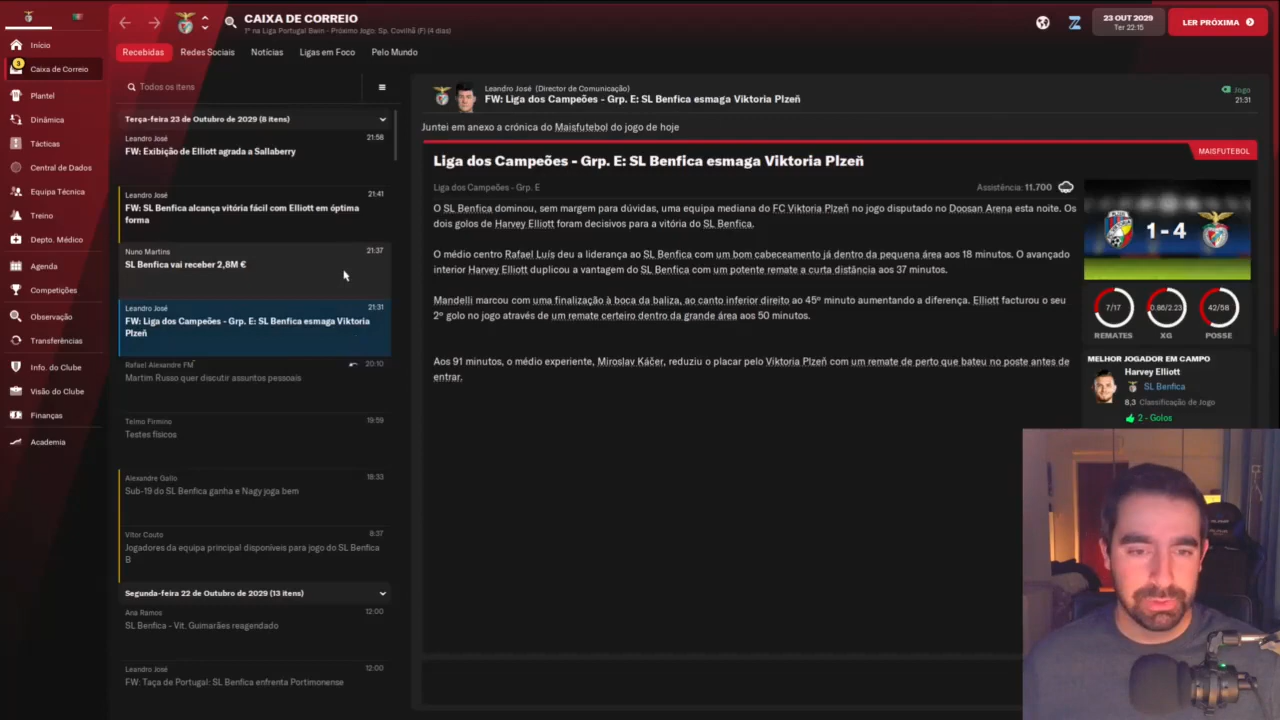 CAIXA DE CORREIO
1º na Liga Portugal Bwin - Próximo Jogo: Sp. Covilhã (F) (4 dias)
23 OUT 2029
Ter 22:15
LER PRÓXIMA
Início
3
Caixa de Correio
Plantel
Dinâmica
Tácticas
Central de Dados
Equipa Técnica
Treino
Depto. Médico
Agenda
Competições
Observação
Transferências
Info. do Clube
Visão do Clube
Finanças
Academia
Recebidas
Redes Sociais
Notícias
Ligas em Foco
Pelo Mundo
Todos os itens
Terça-feira 23 de Outubro de 2029 (8 itens)
Leandro José
21:58
FW: Exibição de Elliott agrada a Sallaberry
Leandro José
21:41
FW: SL Benfica alcança vitória fácil com Elliott em óptima
forma
Nuno Martins
21:37
SL Benfica vai receber 2,8M €
Leandro José
21:31
FW: Liga dos Campeões - Grp. E: SL Benfica esmaga Viktoria
Plzeň
Rafael Alexandre FM
20:10
Martim Russo quer discutir assuntos pessoais
Telmo Firmino
19:59
Testes físicos
Alexandre Gallo
18:33
Sub-19 do SL Benfica ganha e Nagy joga bem
Vítor Couto
8:37
Jogadores da equipa principal disponíveis para jogo do SL Benfica
B
Segunda-feira 22 de Outubro de 2029 (13 itens)
Ana Ramos
12:00
SL Benfica - Vit. Guimarães reagendado
Leandro José
12:00
FW: Taça de Portugal: SL Benfica enfrenta Portimonense
Leandro José (Director de Comunicação)
FW: Liga dos Campeões - Grp. E: SL Benfica esmaga Viktoria Plzeň
Jogo
21:31
Juntei em anexo a crónica do Maisfutebol do jogo de hoje
MAISFUTEBOL
Liga dos Campeões - Grp. E: SL Benfica esmaga Viktoria Plzeň
Liga dos Campeões - Grp. E
Assistência: 11.700
O SL Benfica dominou, sem margem para dúvidas, uma equipa mediana do FC Viktoria Plzeň no jogo disputado no Doosan Arena esta noite. Os
dois golos de Harvey Elliott foram decisivos para a vitória do SL Benfica.
O médio centro Rafael Luís deu a liderança ao SL Benfica com um bom cabeceamento já dentro da pequena área aos 18 minutos. O avançado
interior Harvey Elliott duplicou a vantagem do SL Benfica com um potente remate a curta distância aos 37 minutos.
Mandelli marcou com uma finalização à boca da baliza, ao canto inferior direito ao 45º minuto aumentando a diferença. Elliott facturou o seu
2º golo no jogo através de um remate certeiro dentro da grande área aos 50 minutos.
Aos 91 minutos, o médio experiente, Miroslav Káčer, reduziu o placar pelo Viktoria Plzeň com um remate de perto que bateu no poste antes de
entrar.
1 - 4
7/17
0.86/2.23
42/58
REMATES
XG
POSSE
MELHOR JOGADOR EM CAMPO
Harvey Elliott
SL Benfica
8,3 Classificação de Jogo
2 - Golos